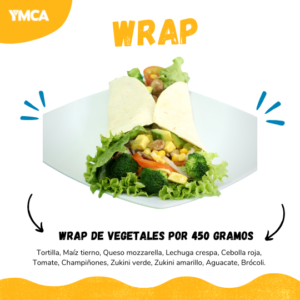 YMCA
WRAP
WRAP DE VEGETALES POR 450 GRAMOS
Tortilla, Maíz tierno, Queso mozzarella, Lechuga crespa, Cebolla roja,
Tomate, Champiñones, Zukini verde, Zukini amarillo, Aguacate, Brócoli.